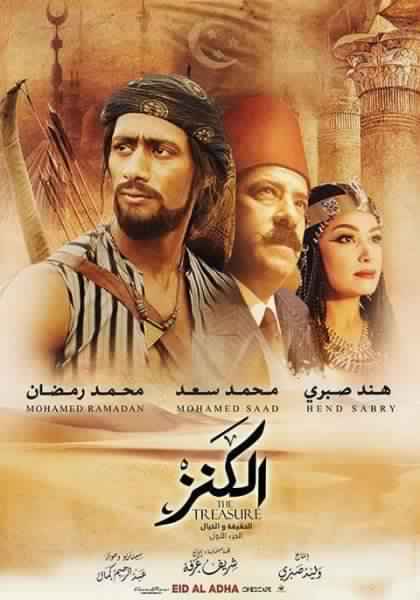 محمد رمضان محمد سعد هند صبري
MOHAMED RAMADAN MOHAMED SAAD HEND SABRY
الكنز
THE
TREASURE
الحقيقة و الخيال
الجزء الأول
شريف عرفة
عبد الرحيم كمال
وليد صبري
EID AL ADHA